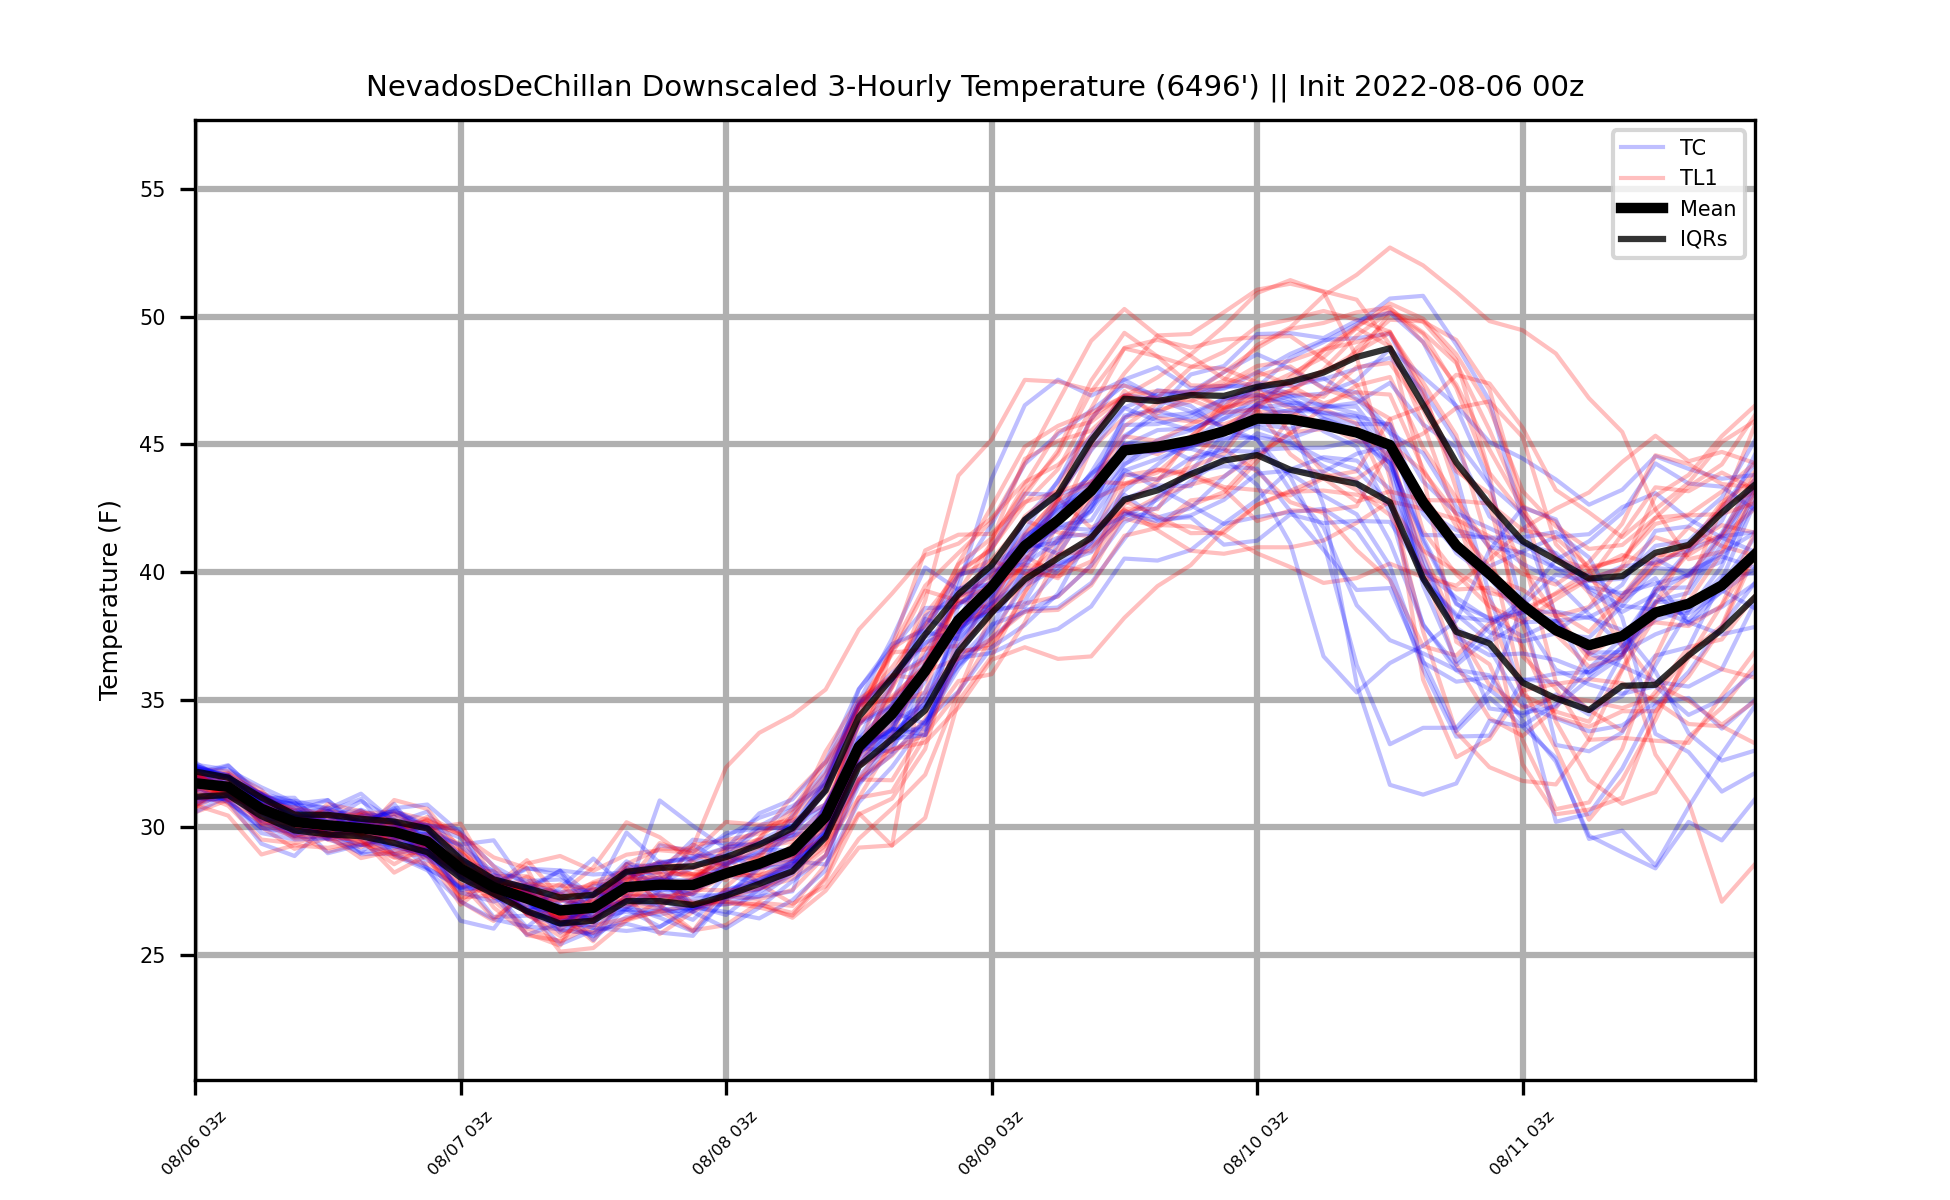 NevadosDeChillan Downscaled 3-Hourly Temperature (6496') || Init 2022-08-06 00z
TC
TL1
Mean
IQRs
Temperature (F)
55
50
45
40
35
30
25
08/06 03z
08/07 03z
08/08 03z
08/09 03z
08/10 03z
08/11 03z